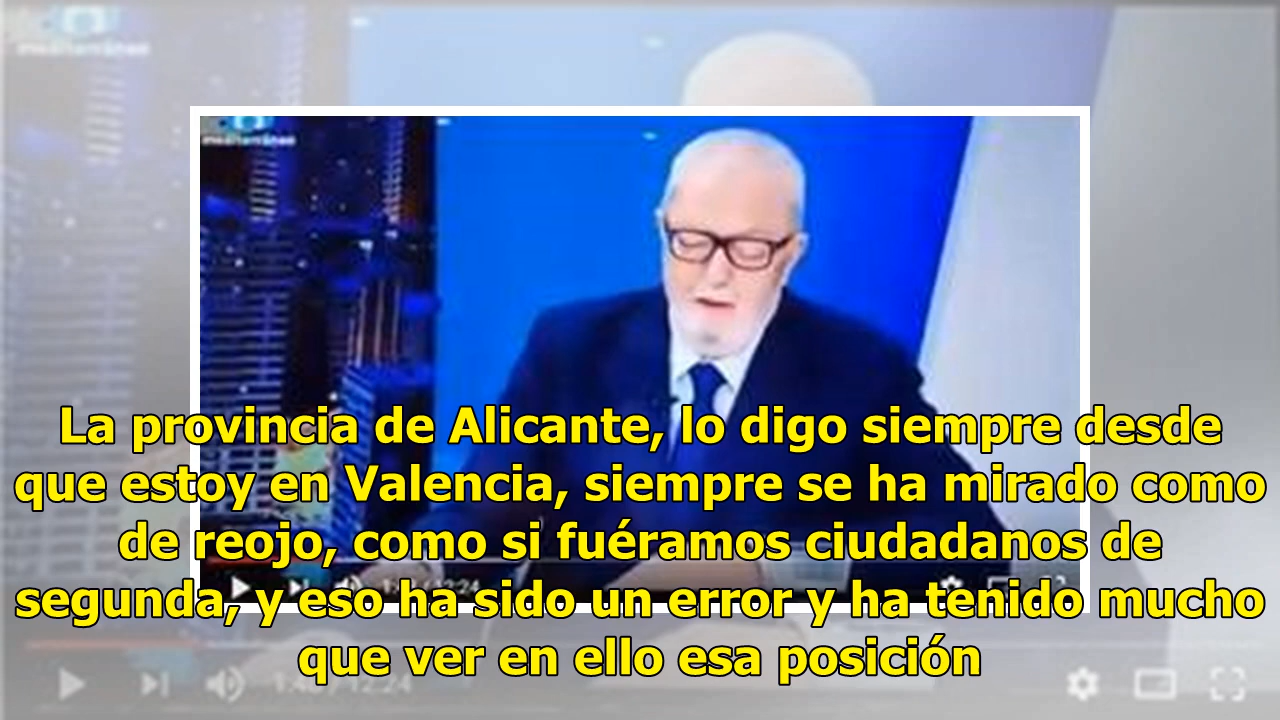 mediterráneo
La provincia de Alicante, lo digo siempre desde
que estoy en Valencia, siempre se ha mirado como
de reojo, como si fuéramos ciudadanos de
segunda, y eso ha sido un error y ha tenido mucho
que ver en ello esa posición